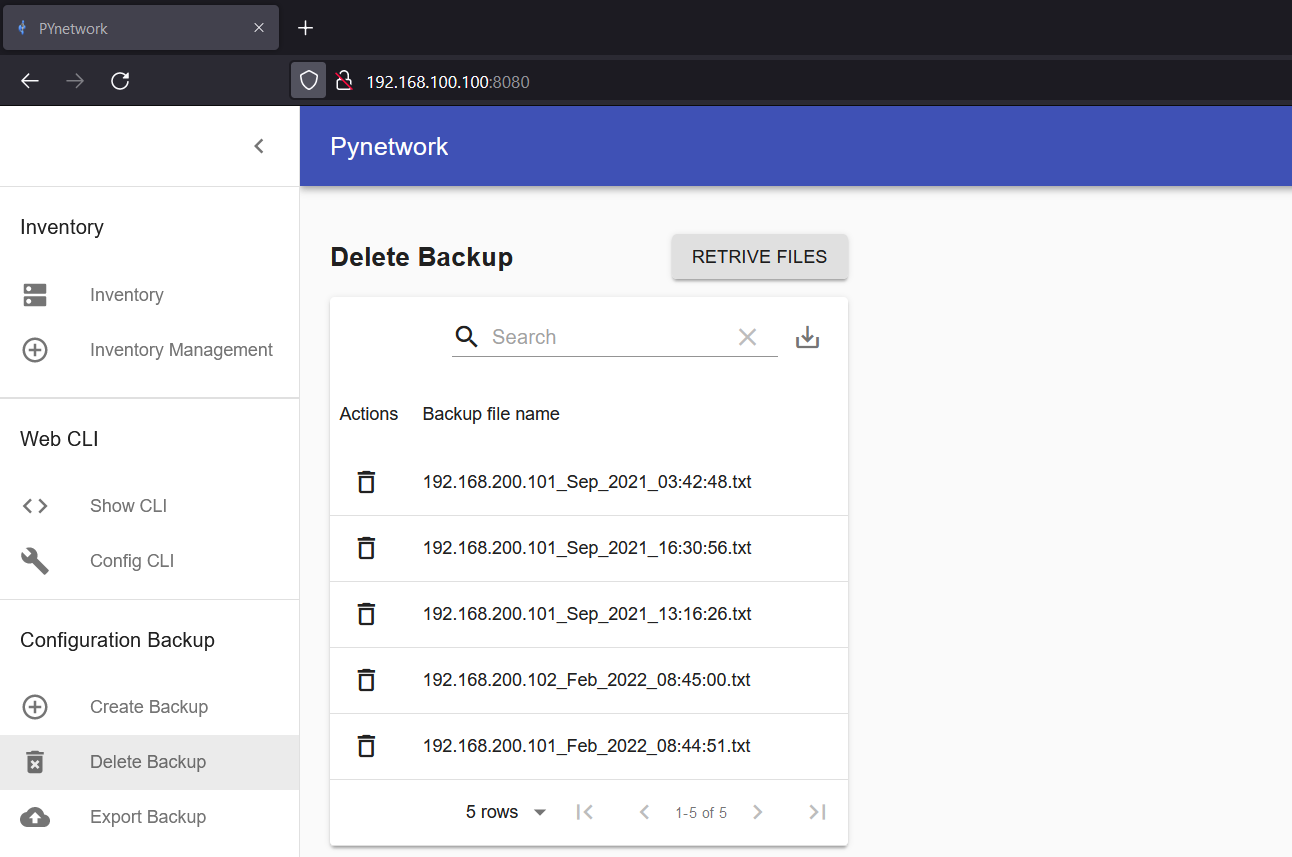 PYnetwork
192.168.100.100:8080
Pynetwork
Inventory
Inventory
Inventory Management
Web CLI
Show CLI
Config CLI
Configuration Backup
Create Backup
Delete Backup
Export Backup
Delete Backup
RETRIVE FILES
Search
Actions Backup file name
192.168.200.101_Sep_2021_03:42:48.txt
192.168.200.101_Sep_2021_16:30:56.txt
192.168.200.101_Sep_2021_13:16:26.txt
192.168.200.102_Feb_2022_08:45:00.txt
192.168.200.101_Feb_2022_08:44:51.txt
5 rows 1-5 of 5